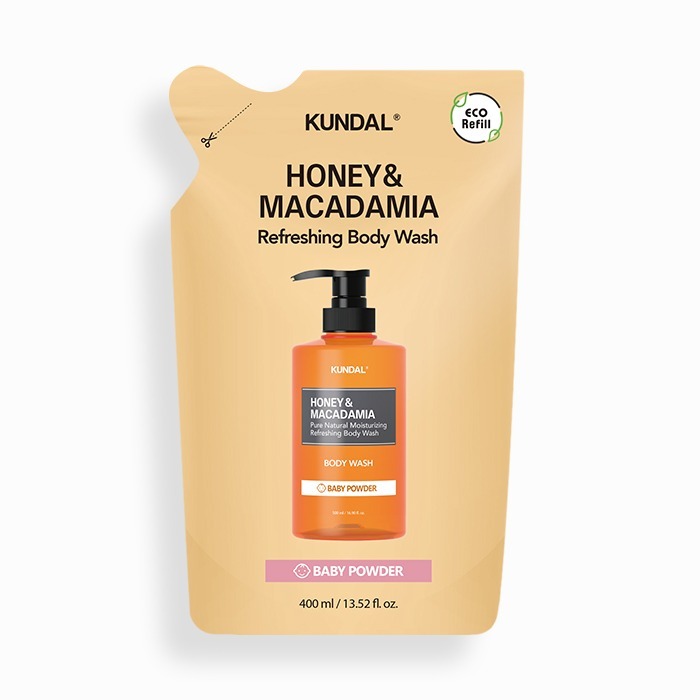 KUNDAL®
ECO
Refill
HONEY&
MACADAMIA
Refreshing Body Wash
KUNDAL®
HONEY &
MACADAMIA
Pure Natural Moisturizing
Refreshing Body Wash
BODY WASH
BABY POWDER
BABY POWDER
400 ml / 13.52 fl. oz.